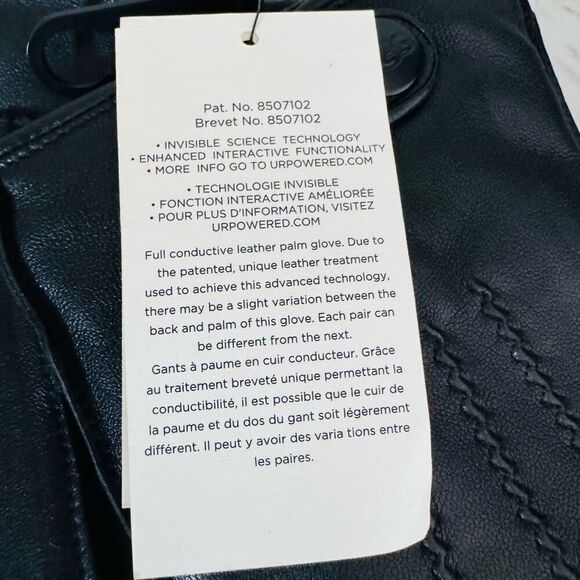 Pat. No. 8507102
Brevet No. 8507102
• INVISIBLE SCIENCE TECHNOLOGY
• ENHANCED INTERACTIVE FUNCTIONALITY
• MORE INFO GO TO URPOWERED.COM
• TECHNOLOGIE INVISIBLE
• FONCTION INTERACTIVE AMÉLIORÉE
• POUR PLUS D'INFORMATION, VISITEZ
URPOWERED.COM
Full conductive leather palm glove. Due to
the patented, unique leather treatment
used to achieve this advanced technology,
there may be a slight variation between the
back and palm of this glove. Each pair can
be different from the next.
Gants à paume en cuir conducteur. Grâce
au traitement breveté unique permettant la
conductibilité, il est possible que le cuir de
la paume et du dos du gant soit légèrement
différent. Il peut y avoir des varia tions entre
les paires.